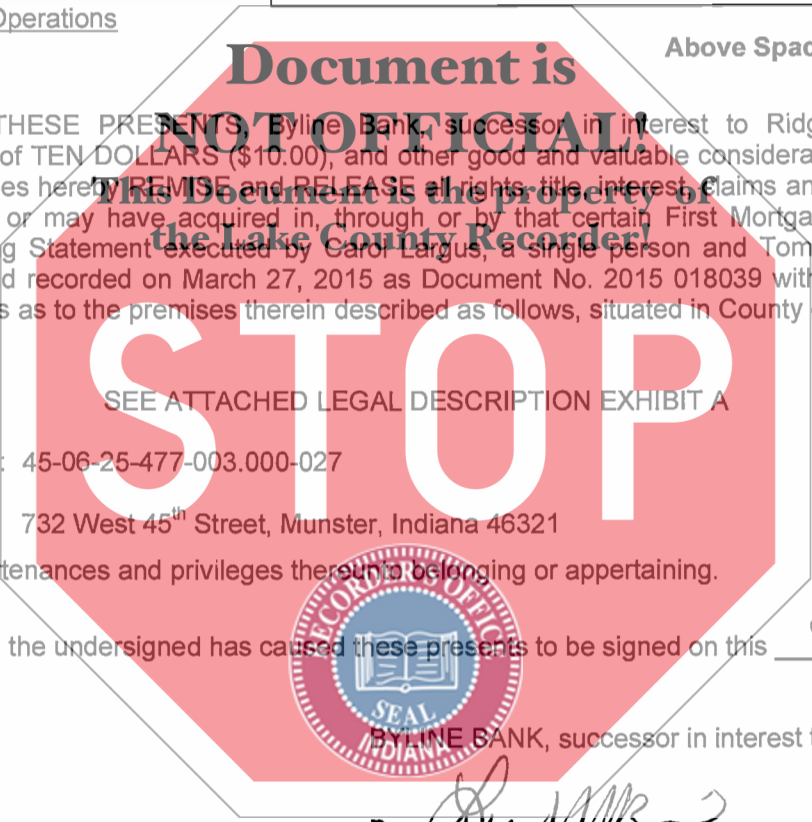 Operations
Document is
Above Spac
NOT OFFICIAL!
THESE PRESENTS, Byline Bank, successor in interest to Ridg
of TEN DOLLARS ($10.00), and other good and valuable considera
es hereby REMISE and RELEASE all rights, title, interest, claims an
This Document is the property of
or may have acquired in, through or by that certain First Mortga
the Lake County Recorder!
g Statement executed by Carol Largus, a single person and Tom
d recorded on March 27, 2015 as Document No. 2015 018039 with
s as to the premises therein described as follows, situated in County
STOP
SEE ATTACHED LEGAL DESCRIPTION EXHIBIT A
: 45-06-25-477-003.000-027
732 West 45th Street, Munster, Indiana 46321
tenances and privileges thereunto belonging or appertaining.
RECORDER'S OFFICE
the undersigned has caused these presents to be signed on this
SEAL
INDIANA
BYLINE BANK, successor in interest t